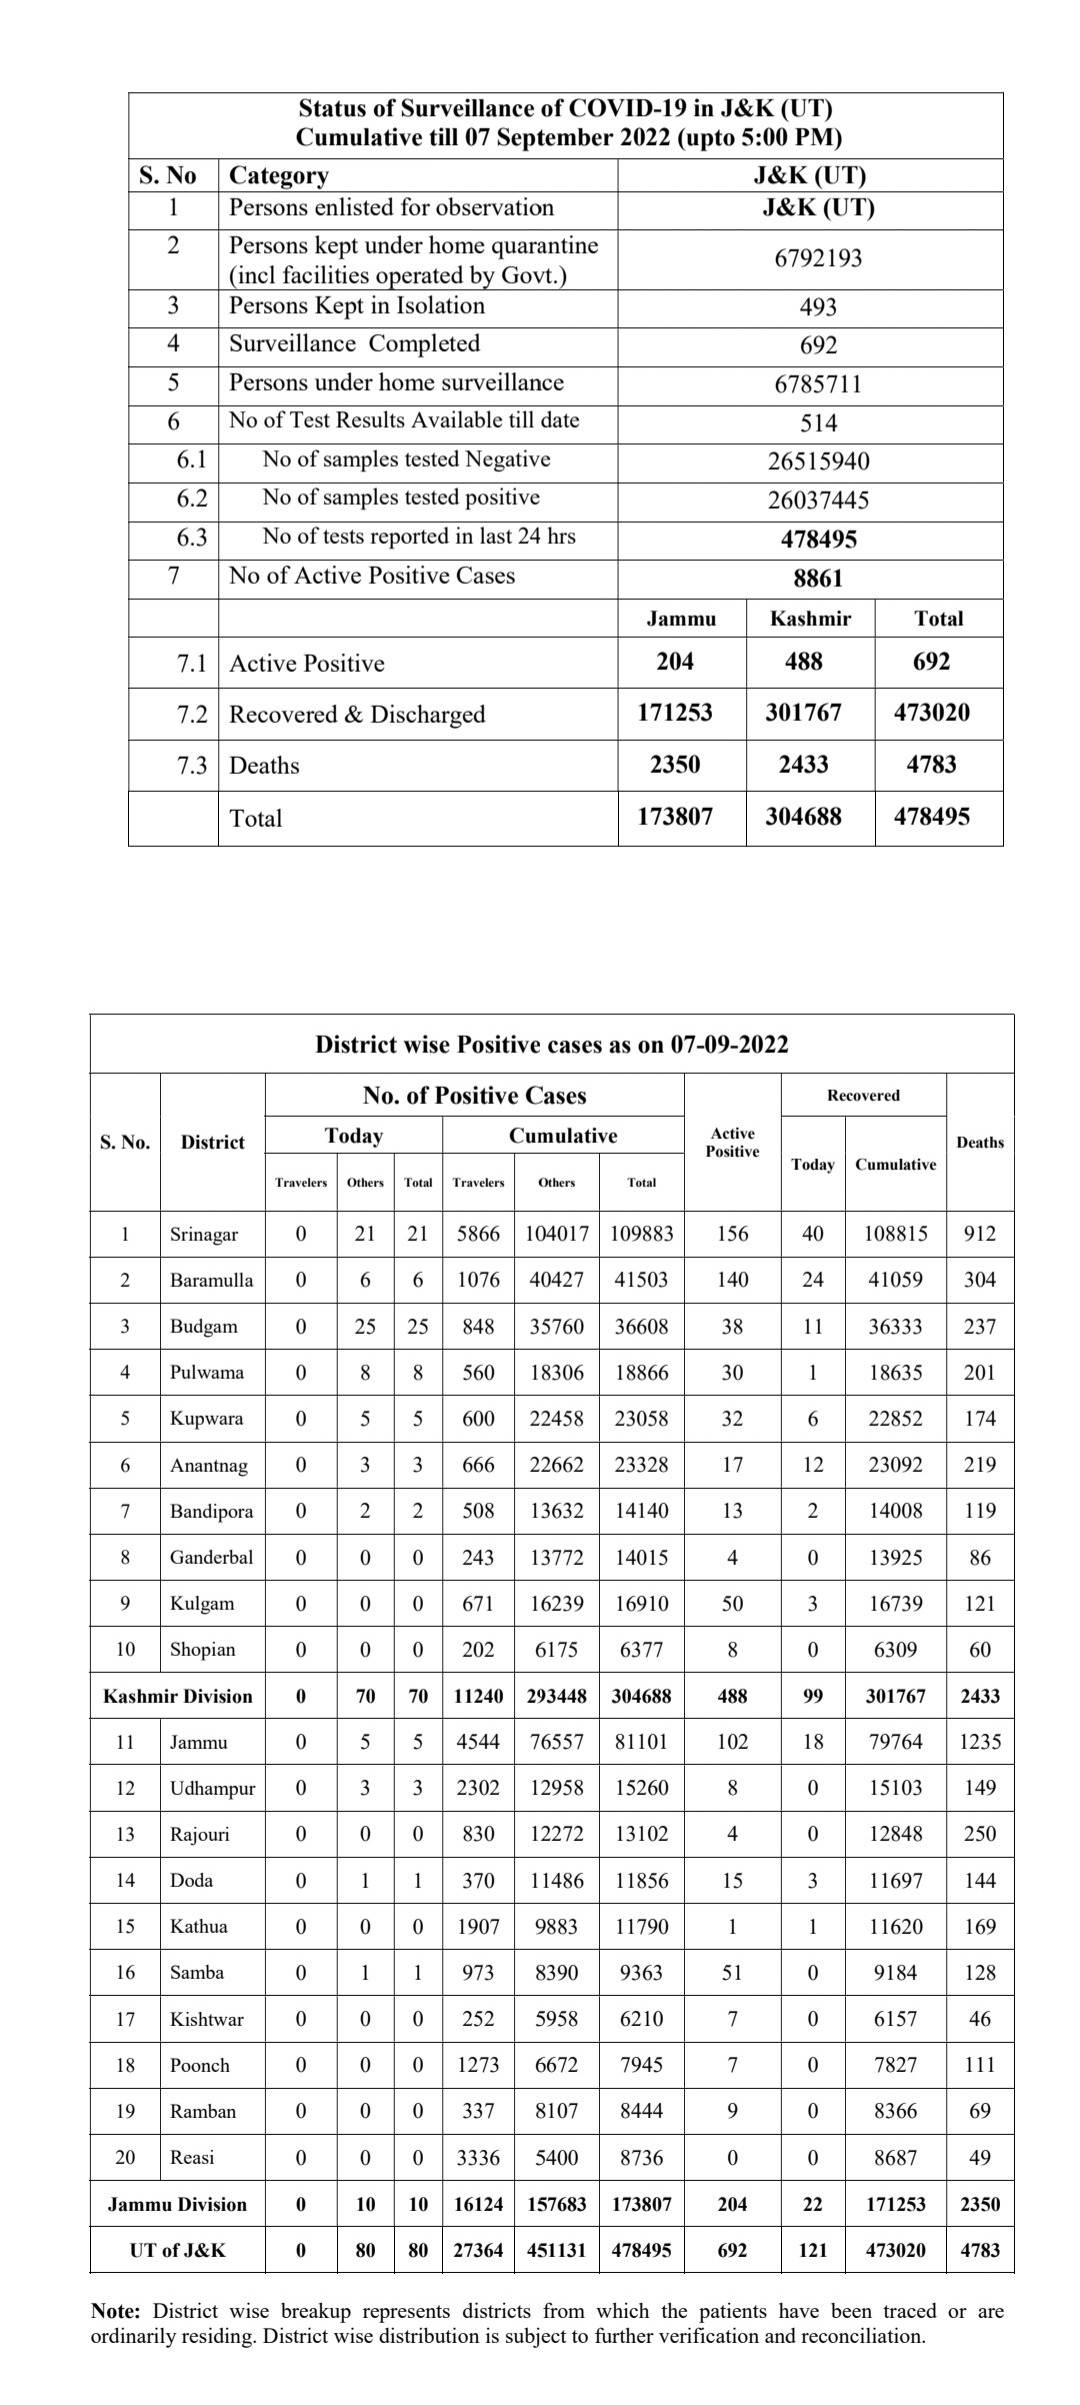 Status of Surveillance of COVID-19 in J&K (UT)
Cumulative till 07 September 2022 (upto 5:00 PM)
S. No Category J&K (UT)
1 Persons enlisted for observation J&K (UT)
2 Persons kept under home quarantine
(incl facilities operated by Govt.) 6792193
3 Persons Kept in Isolation 493
4 Surveillance Completed 692
5 Persons under home surveillance 6785711
6 No of Test Results Available till date 514
6.1 No of samples tested Negative 26515940
6.2 No of samples tested positive 26037445
6.3 No of tests reported in last 24 hrs 478495
7 No of Active Positive Cases 8861
Jammu Kashmir Total
7.1 Active Positive 204 488 692
7.2 Recovered & Discharged 171253 301767 473020
7.3 Deaths 2350 2433 4783
Total 173807 304688 478495
District wise Positive cases as on 07-09-2022
S. No. District No. of Positive Cases Active Positive Recovered Deaths
Today Cumulative Today Cumulative
Travelers Others Total Travelers Others Total
1 Srinagar 0 21 21 5866 104017 109883 156 40 108815 912
2 Baramulla 0 6 6 1076 40427 41503 140 24 41059 304
3 Budgam 0 25 25 848 35760 36608 38 11 36333 237
4 Pulwama 0 8 8 560 18306 18866 30 1 18635 201
5 Kupwara 0 5 5 600 22458 23058 32 6 22852 174
6 Anantnag 0 3 3 666 22662 23328 17 12 23092 219
7 Bandipora 0 2 2 508 13632 14140 13 2 14008 119
8 Ganderbal 0 0 0 243 13772 14015 4 0 13925 86
9 Kulgam 0 0 0 671 16239 16910 50 3 16739 121
10 Shopian 0 0 0 202 6175 6377 8 0 6309 60
Kashmir Division 0 70 70 11240 293448 304688 488 99 301767 2433
11 Jammu 0 5 5 4544 76557 81101 102 18 79764 1235
12 Udhampur 0 3 3 2302 12958 15260 8 0 15103 149
13 Rajouri 0 0 0 830 12272 13102 4 0 12848 250
14 Doda 0 1 1 370 11486 11856 15 3 11697 144
15 Kathua 0 0 0 1907 9883 11790 1 1 11620 169
16 Samba 0 1 1 973 8390 9363 51 0 9184 128
17 Kishtwar 0 0 0 252 5958 6210 7 0 6157 46
18 Poonch 0 0 0 1273 6672 7945 7 0 7827 111
19 Ramban 0 0 0 337 8107 8444 9 0 8366 69
20 Reasi 0 0 0 3336 5400 8736 0 0 8687 49
Jammu Division 0 10 10 16124 157683 173807 204 22 171253 2350
UT of J&K 0 80 80 27364 451131 478495 692 121 473020 4783
Note: District wise breakup represents districts from which the patients have been traced or are
ordinarily residing. District wise distribution is subject to further verification and reconciliation.